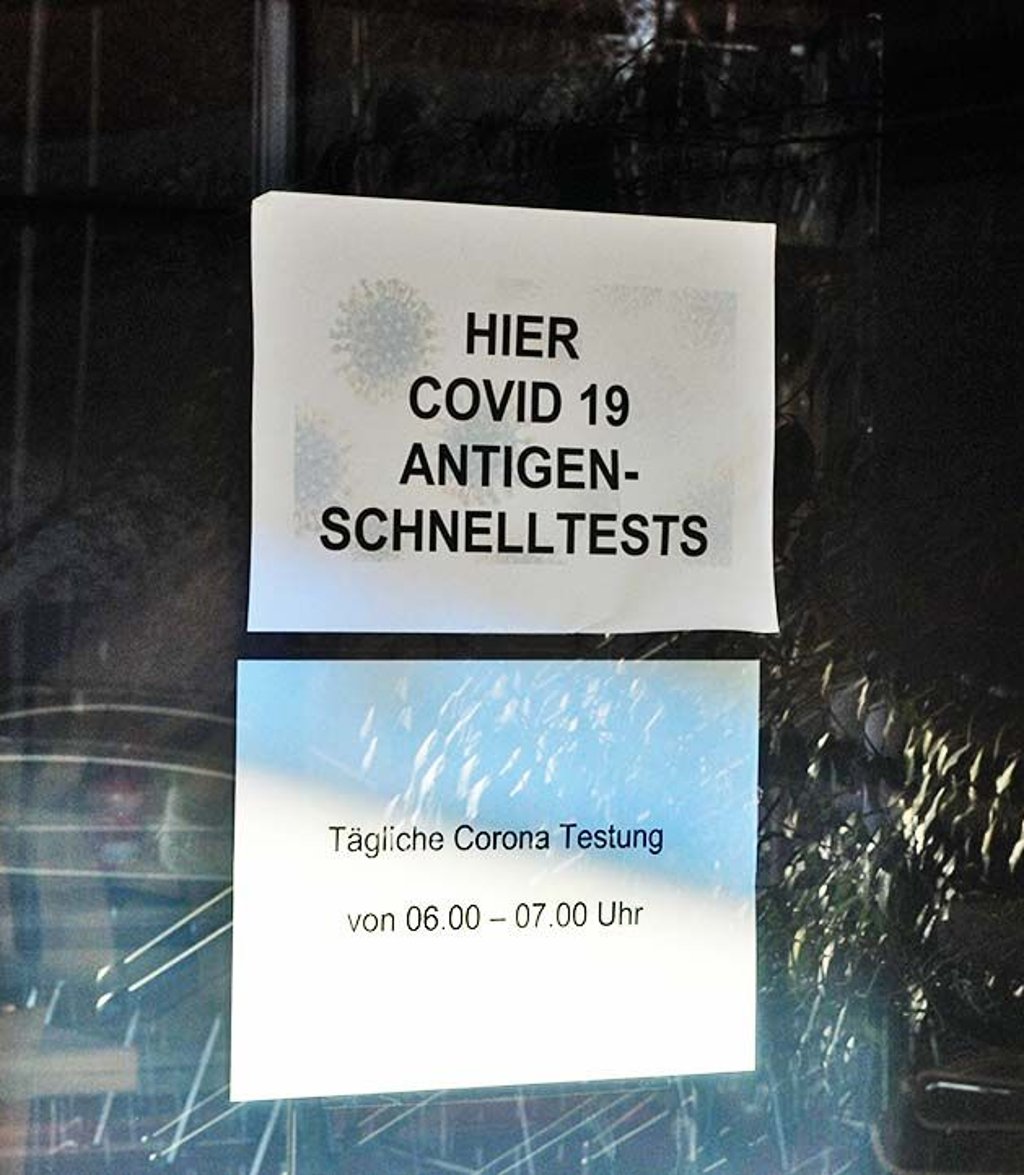 HIER
COVID 19
ANTIGEN-
SCHNELLTESTS
Tägliche Corona Testung
von 06.00 – 07.00 Uhr